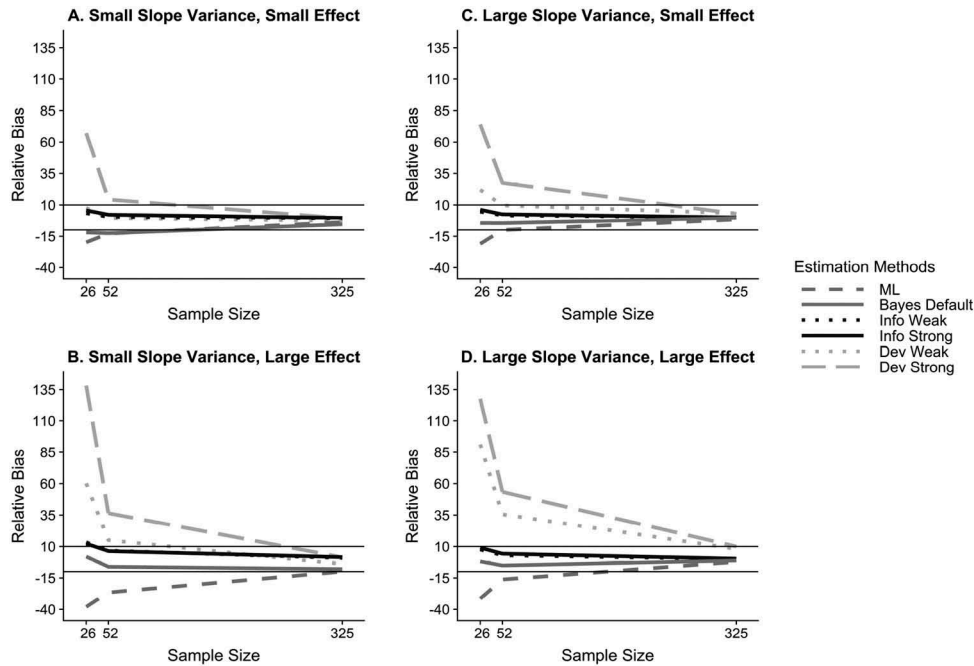 A. Small Slope Variance, Small Effect
135
110
85
60
35
10
-15
-40
Relative Bias
26 52 325
Sample Size
C. Large Slope Variance, Small Effect
135
110
85
60
35
10
-15
-40
Relative Bias
26 52 325
Sample Size
B. Small Slope Variance, Large Effect
135
110
85
60
35
10
-15
-40
Relative Bias
26 52 325
Sample Size
D. Large Slope Variance, Large Effect
135
110
85
60
35
10
-15
-40
Relative Bias
26 52 325
Sample Size
Estimation Methods
ML
Bayes Default
Info Weak
Info Strong
Dev Weak
Dev Strong